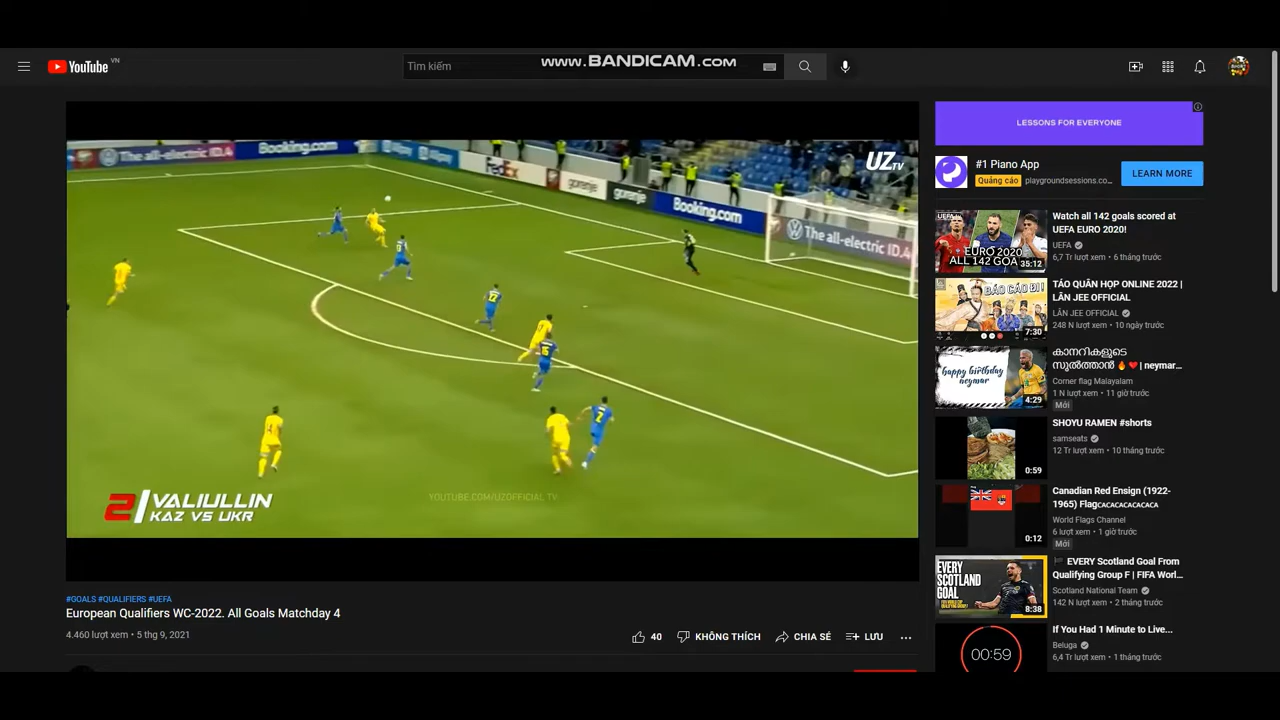 YouTube VN
Tìm kiếm
WWW.BANDICAM.COM
The all-electric ID.4
Booking.com
FedEx
gorenje
gorenje
Booking.com
The all-electric ID.
UZTV
2 VALIULLIN
KAZ VS UKR
YOUTUBE.COM/UZOFFICIAL TV
#GOALS #QUALIFIERS #UEFA
European Qualifiers WC-2022. All Goals Matchday 4
4.460 lượt xem • 5 thg 9, 2021
40
KHÔNG THÍCH
CHIA SẺ
LƯU
LESSONS FOR EVERYONE
#1 Piano App
Quảng cáo playgroundsessions.co...
LEARN MORE
EURO 2020
ALL 142 GOA
35:12
Watch all 142 goals scored at
UEFA EURO 2020!
UEFA
6,7 Tr lượt xem • 6 tháng trước
BÁO CÁO ĐI!
7:30
TÁO QUÂN HỌP ONLINE 2022 |
LÂN JEE OFFICIAL
LÂN JEE OFFICIAL
248 N lượt xem • 10 ngày trước
happy birthday
neymar
4:29
കാനറികളുടെ
സുൽത്താൻ 🔥❤️ | neymar...
Corner flag Malayalam
1 N lượt xem • 11 giờ trước
Mới
0:59
SHOYU RAMEN #shorts
samseats
12 Tr lượt xem • 10 tháng trước
0:12
Canadian Red Ensign (1922-
1965) Flagcᴀᴄᴀᴄᴀᴄᴀᴄᴀᴄᴀ
World Flags Channel
6 lượt xem • 1 giờ trước
Mới
EVERY
SCOTLAND
GOAL
8:38
🏴 EVERY Scotland Goal From
Qualifying Group F | FIFA Worl...
Scotland National Team
142 N lượt xem • 2 tháng trước
00:59
If You Had 1 Minute to Live...
Beluga
6,4 Tr lượt xem • 1 tháng trước